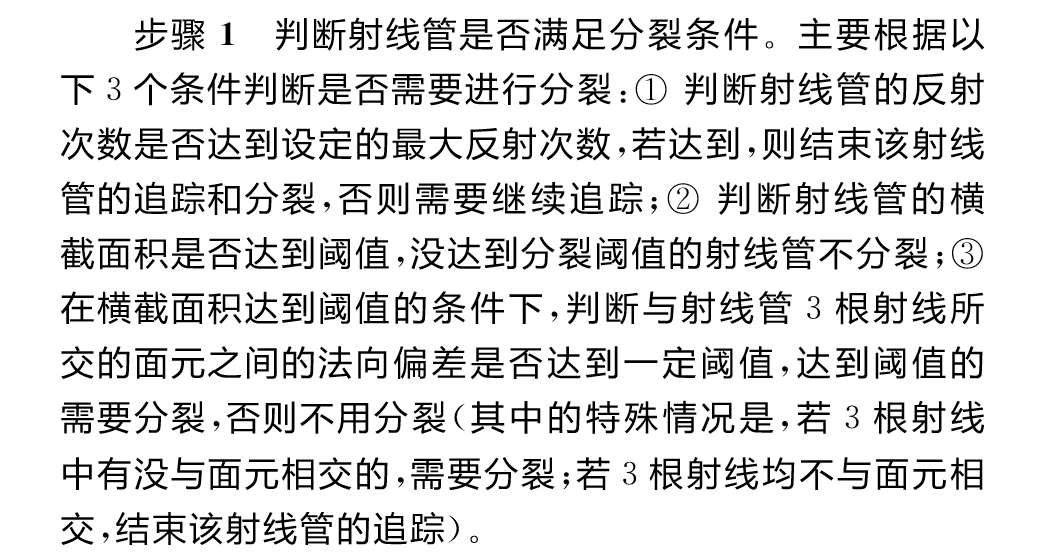 步骤 1 判断射线管是否满足分裂条件。主要根据以
下 3 个条件判断是否需要进行分裂:① 判断射线管的反射
次数是否达到设定的最大反射次数,若达到,则结束该射线
管的追踪和分裂,否则需要继续追踪;② 判断射线管的横
截面积是否达到阈值,没达到分裂阈值的射线管不分裂;③
在横截面积达到阈值的条件下,判断与射线管 3 根射线所
交的面元之间的法向偏差是否达到一定阈值,达到阈值的
需要分裂,否则不用分裂(其中的特殊情况是,若 3 根射线
中有没与面元相交的,需要分裂;若 3 根射线均不与面元相
交,结束该射线管的追踪)。